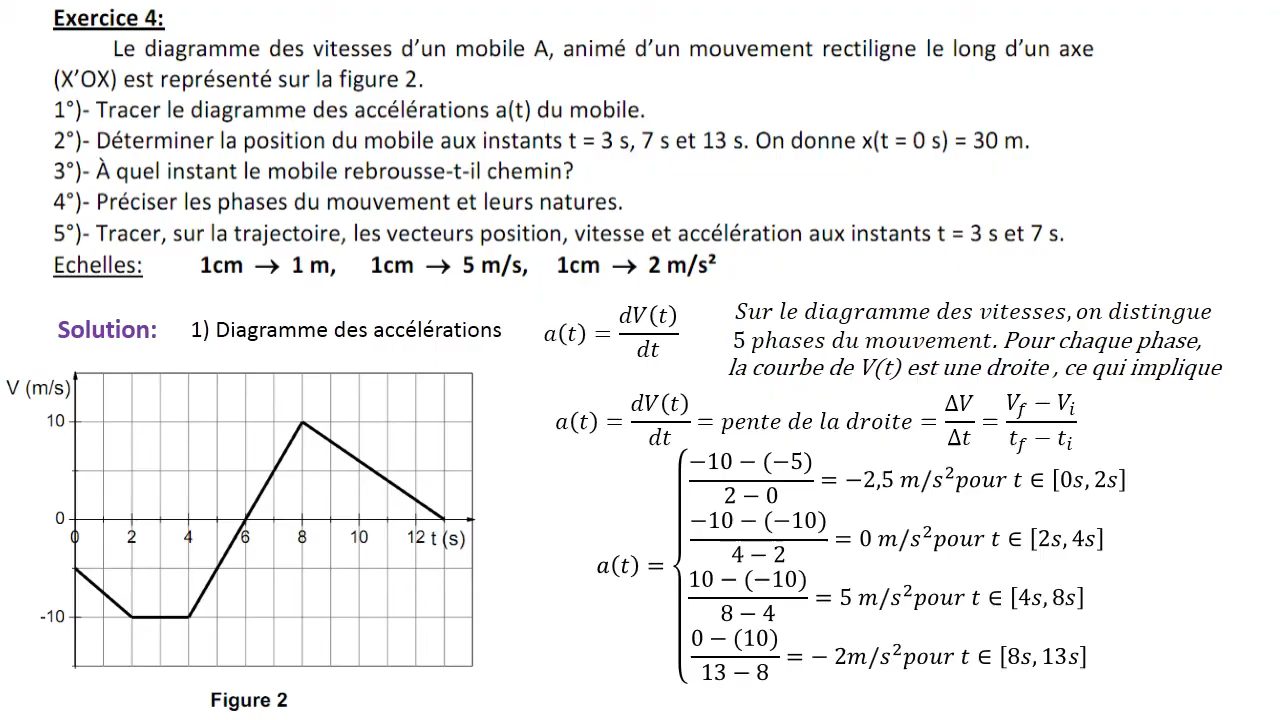 Exercice 4:
Le diagramme des vitesses d'un mobile A, animé d'un mouvement rectiligne le long d'un axe
(X'OX) est représenté sur la figure 2.
1°)- Tracer le diagramme des accélérations a(t) du mobile.
2°)- Déterminer la position du mobile aux instants t = 3 s, 7 s et 13 s. On donne x(t = 0 s) = 30 m.
3°)- À quel instant le mobile rebrousse-t-il chemin?
4°)- Préciser les phases du mouvement et leurs natures.
5°)- Tracer, sur la trajectoire, les vecteurs position, vitesse et accélération aux instants t = 3 s et 7 s.
Echelles: 1cm → 1 m, 1cm → 5 m/s, 1cm → 2 m/s²
Solution: 1) Diagramme des accélérations
a(t) = dV(t)/dt
Sur le diagramme des vitesses, on distingue
5 phases du mouvement. Pour chaque phase,
la courbe de V(t) est une droite , ce qui implique
a(t) = dV(t)/dt = pente de la droite = ΔV/Δt = (V_f − V_i)/(t_f − t_i)
a(t) =
(−10 − (−5))/(2 − 0) = −2,5 m/s² pour t ∈ [0s, 2s]
(−10 − (−10))/(4 − 2) = 0 m/s² pour t ∈ [2s, 4s]
(10 − (−10))/(8 − 4) = 5 m/s² pour t ∈ [4s, 8s]
(0 − (10))/(13 − 8) = − 2m/s² pour t ∈ [8s, 13s]
V (m/s)
10
0
-10
0 2 4 6 8 10 12 t (s)
Figure 2